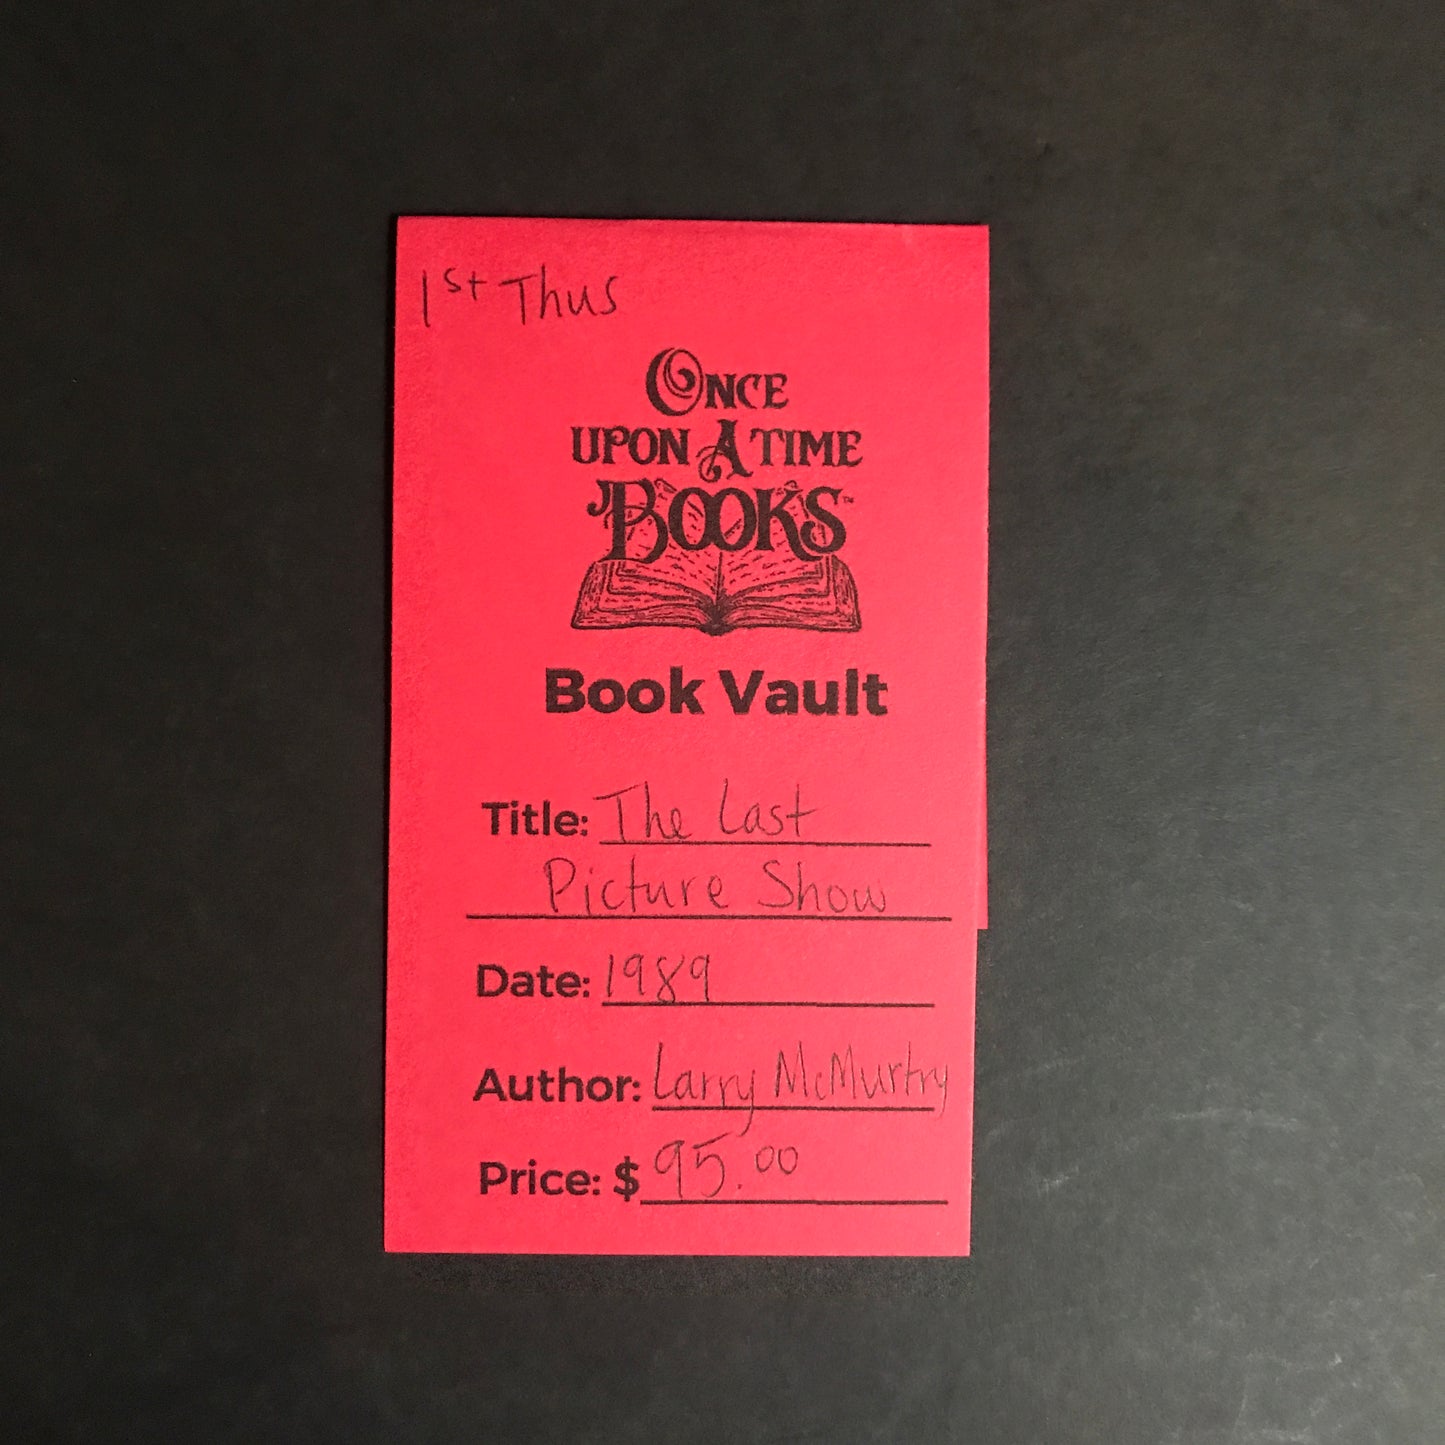 1st Thus
ONCE
UPON A TIME
BOOKS™
Book Vault
Title: The Last
Picture Show
Date: 1989
Author: Larry McMurtry
Price: $ 95.00